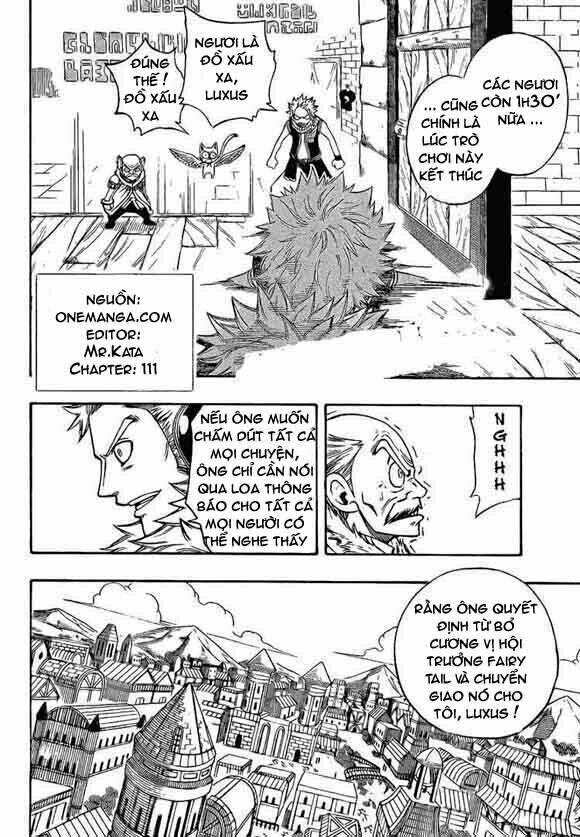 CÁC NGƯƠI
CÒN 1H30'
NỮA ...
... CŨNG
CHÍNH LÀ
LÚC TRÒ
CHƠI NÀY
KẾT THÚC
NGƯƠI LÀ
ĐỒ XẤU
XA,
LUXUS
ĐÚNG
THẾ!
ĐỒ XẤU
XA
NGUỒN:
ONEMANGA.COM
EDITOR:
MR.KATA
CHAPTER: 111
NGHHH
NẾU ÔNG MUỐN
CHẤM DỨT TẤT CẢ
MỌI CHUYỆN,
ÔNG CHỈ CẦN NÓI
QUA LOA THÔNG
BÁO CHO TẤT CẢ
MỌI NGƯỜI CÓ
THỂ NGHE THẤY
RẰNG ÔNG QUYẾT
ĐỊNH TỪ BỎ
CƯƠNG VỊ HỘI
TRƯỞNG FAIRY
TAIL VÀ CHUYỂN
GIAO NÓ CHO
TÔI, LUXUS !